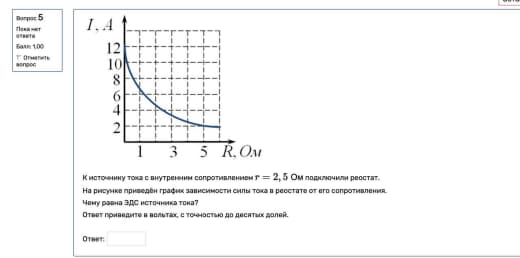 Вопрос 5
Пока нет
ответа
Балл: 1,00
Отметить
вопрос
I, A
12
10
8
6
4
2
1 3 5 R, Ом
К источнику тока с внутренним сопротивлением r = 2, 5 Ом подключили реостат.
На рисунке приведён график зависимости силы тока в реостате от его сопротивления.
Чему равна ЭДС источника тока?
Ответ приведите в вольтах, с точностью до десятых долей.
Ответ: